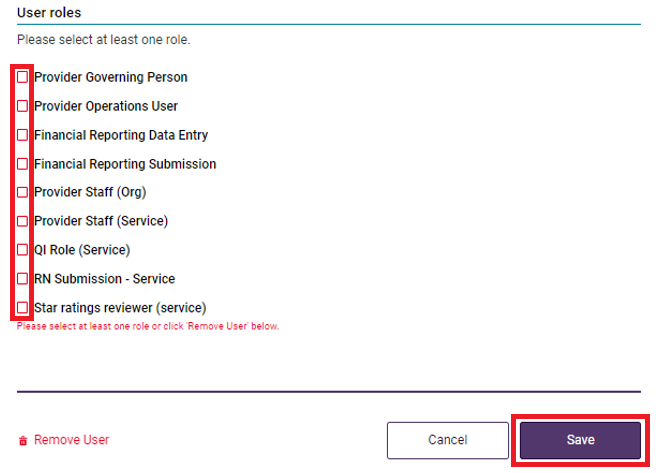 User roles
Please select at least one role.
Provider Governing Person
Provider Operations User
Financial Reporting Data Entry
Financial Reporting Submission
Provider Staff (Org)
Provider Staff (Service)
QI Role (Service)
RN Submission - Service
Star ratings reviewer (service)
Please select at least one role or click 'Remove User' below.
Remove User Cancel Save